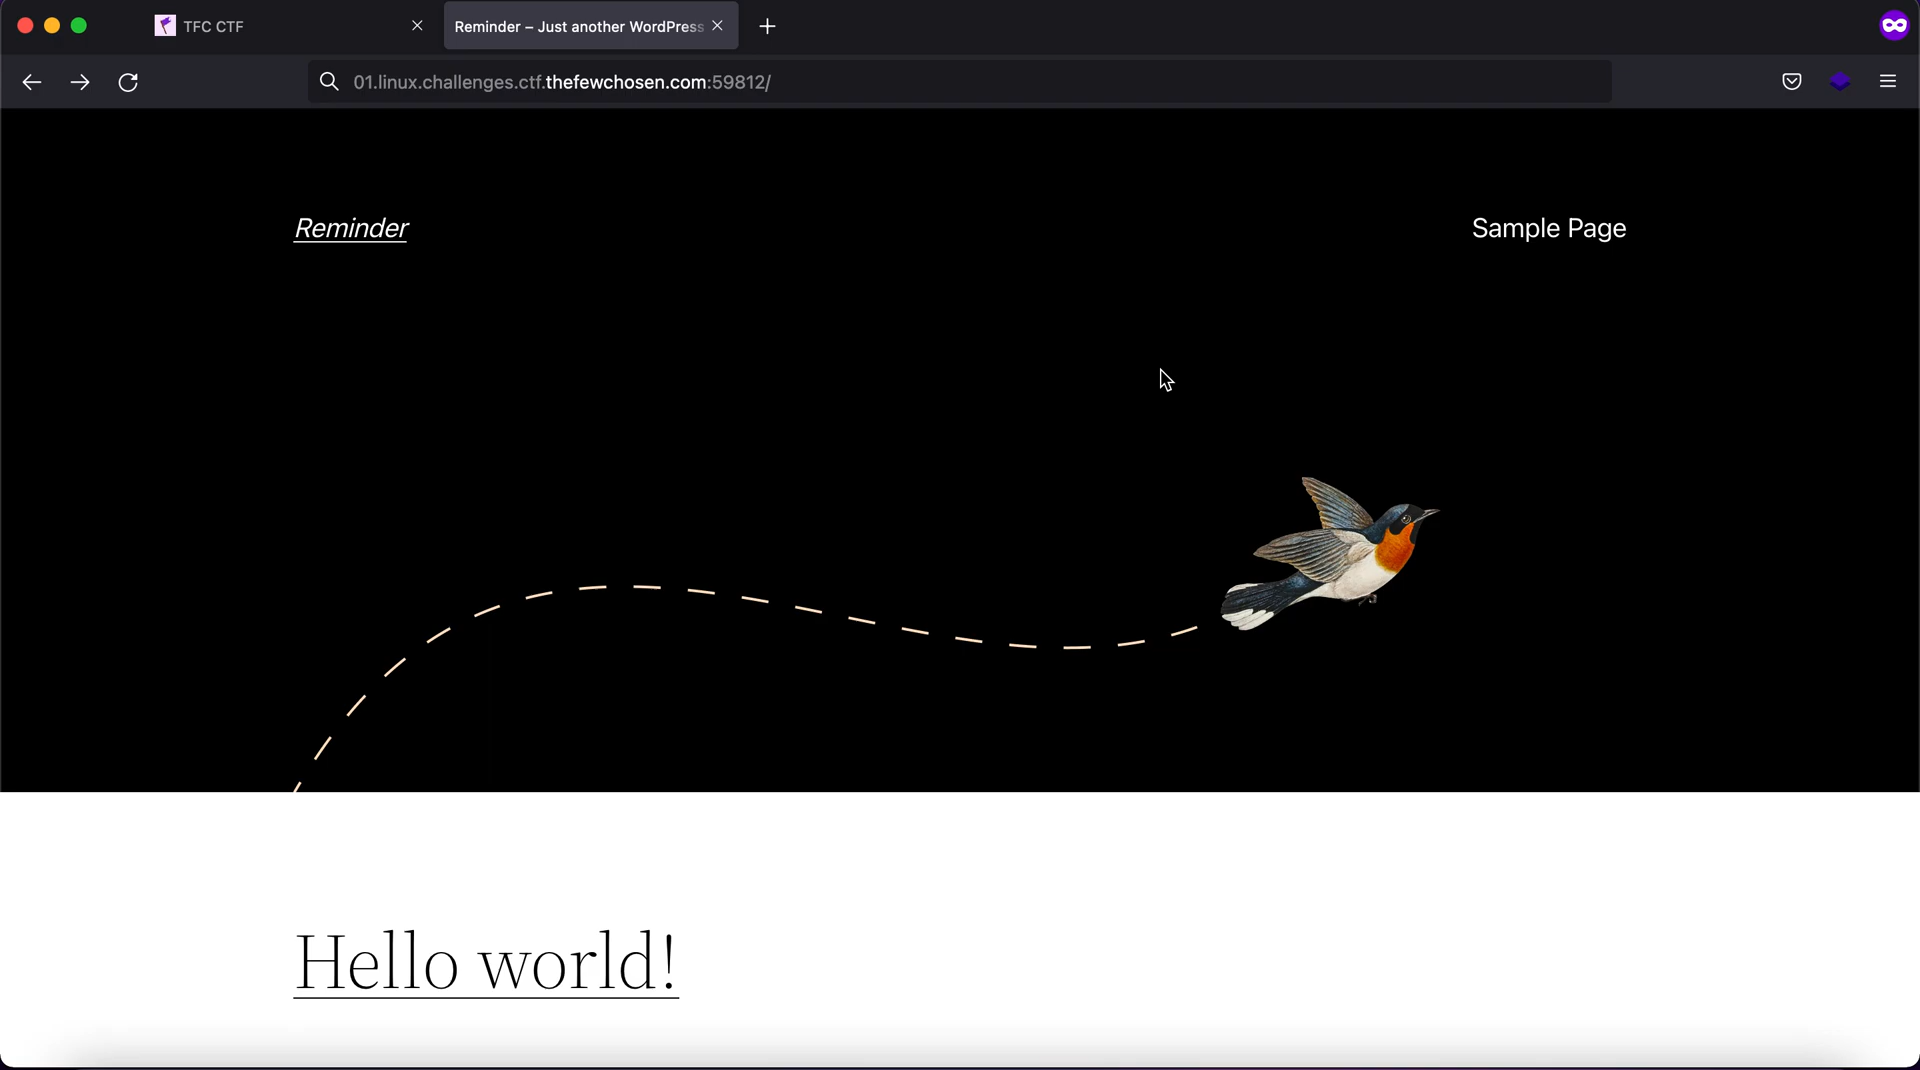 TFC CTF
Reminder – Just another WordPress
01.linux.challenges.ctf.thefewchosen.com:59812/
Reminder
Sample Page
Hello world!